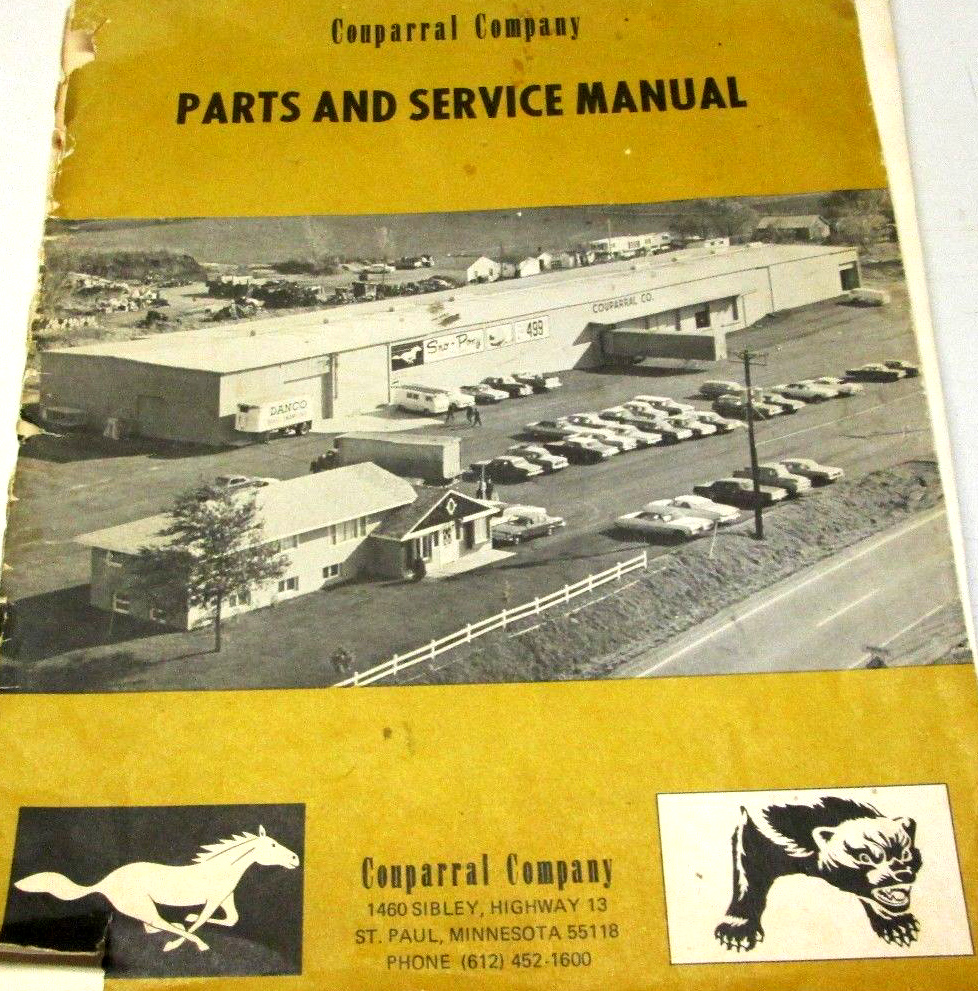 Couparral Company
PARTS AND SERVICE MANUAL
COUPARRAL CO.
Sno-Pony
499
DANCO
Couparral Company
1460 SIBLEY, HIGHWAY 13
ST. PAUL, MINNESOTA 55118
PHONE (612) 452-1600